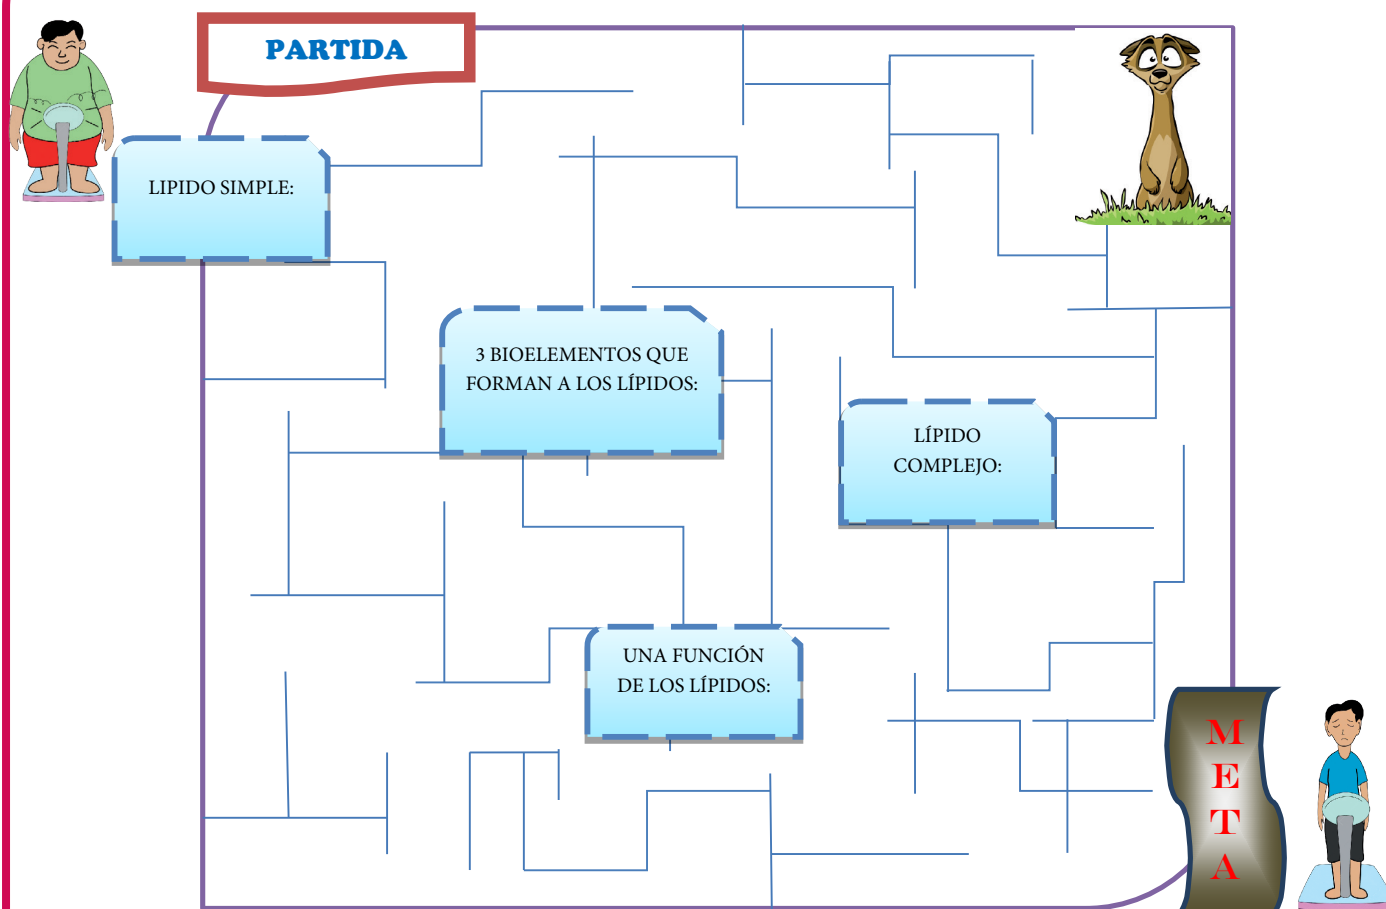 PARTIDA
LIPIDO SIMPLE:
3 BIOELEMENTOS QUE
FORMAN A LOS LÍPIDOS:
LÍPIDO
COMPLEJO:
UNA FUNCIÓN
DE LOS LÍPIDOS:
M
E
T
A